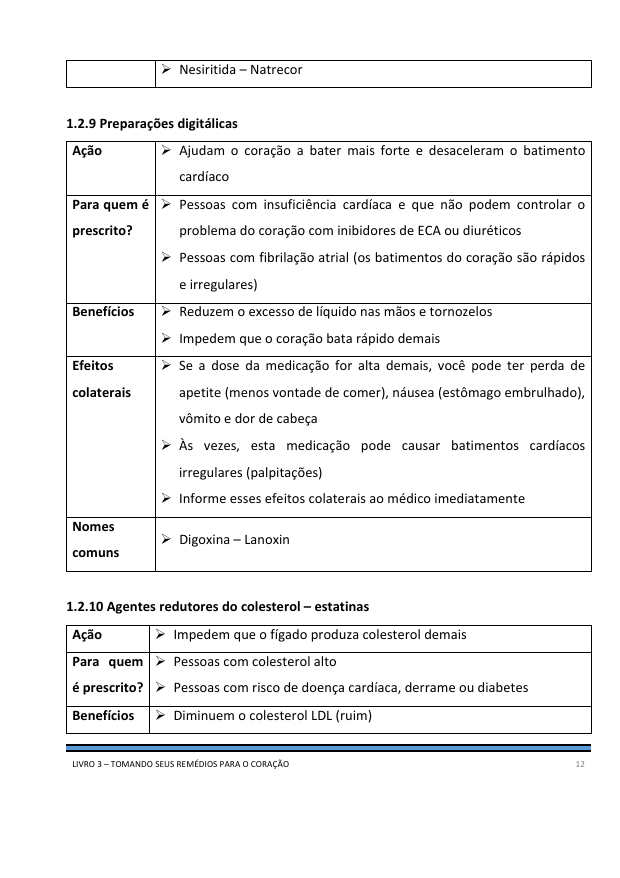 ➢ Nesiritida – Natrecor
1.2.9 Preparações digitálicas
Ação
➢ Ajudam o coração a bater mais forte e desaceleram o batimento
cardíaco
Para quem é
prescrito?
➢ Pessoas com insuficiência cardíaca e que não podem controlar o
problema do coração com inibidores de ECA ou diuréticos
➢ Pessoas com fibrilação atrial (os batimentos do coração são rápidos
e irregulares)
Benefícios
➢ Reduzem o excesso de líquido nas mãos e tornozelos
➢ Impedem que o coração bata rápido demais
Efeitos
colaterais
➢ Se a dose da medicação for alta demais, você pode ter perda de
apetite (menos vontade de comer), náusea (estômago embrulhado),
vômito e dor de cabeça
➢ Às vezes, esta medicação pode causar batimentos cardíacos
irregulares (palpitações)
➢ Informe esses efeitos colaterais ao médico imediatamente
Nomes
comuns
➢ Digoxina – Lanoxin
1.2.10 Agentes redutores do colesterol – estatinas
Ação
➢ Impedem que o fígado produza colesterol demais
Para quem
é prescrito?
➢ Pessoas com colesterol alto
➢ Pessoas com risco de doença cardíaca, derrame ou diabetes
Benefícios
➢ Diminuem o colesterol LDL (ruim)
LIVRO 3 – TOMANDO SEUS REMÉDIOS PARA O CORAÇÃO 12